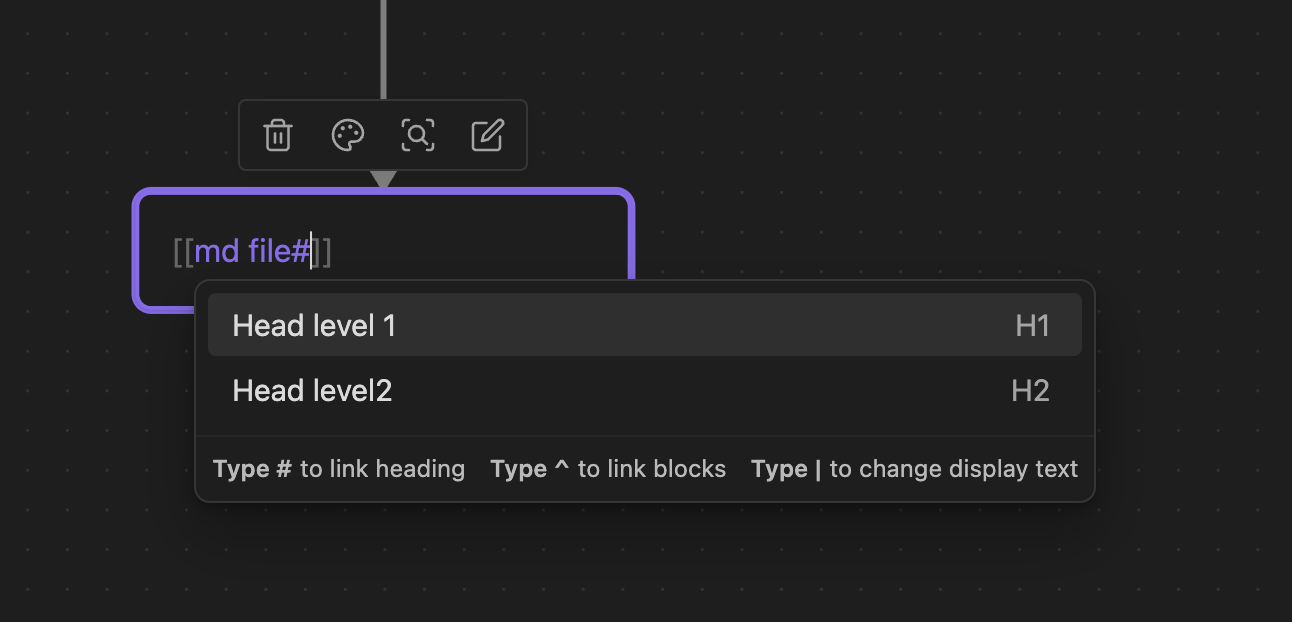 [[md file#]]
Head level 1 H1
Head level2 H2
Type # to link heading Type ^ to link blocks Type | to change display text